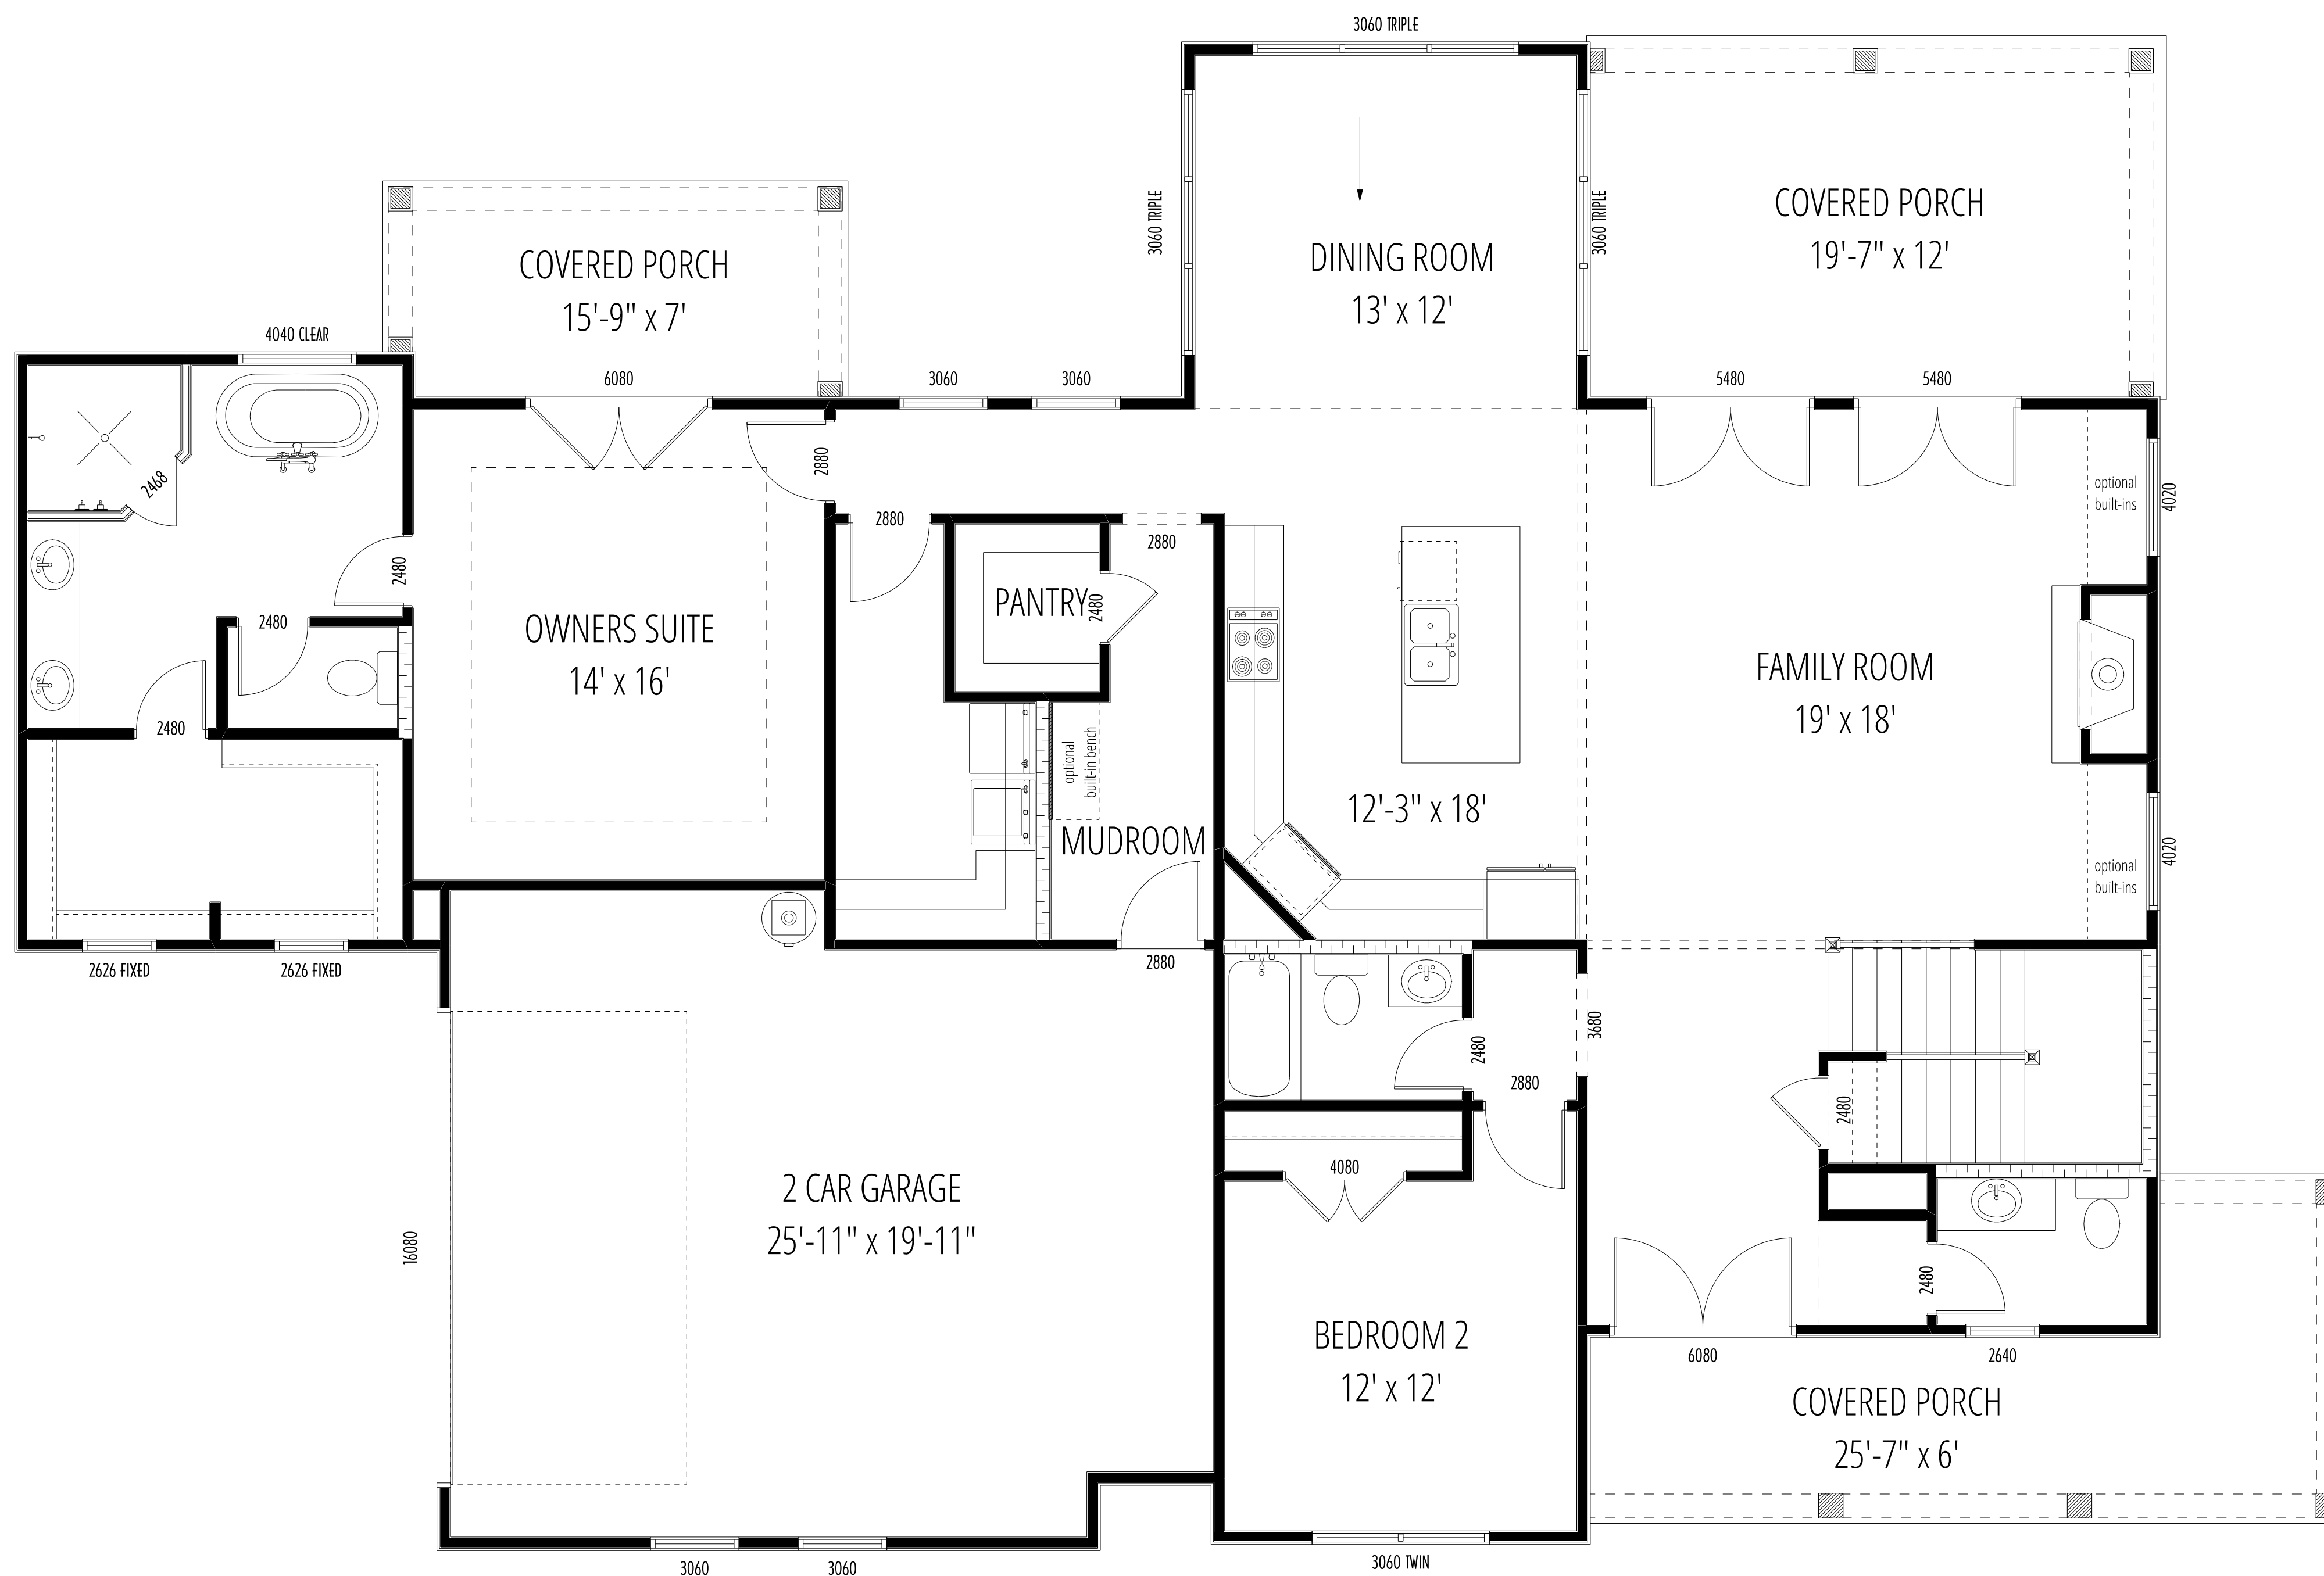 3060 TRIPLE
3060 TRIPLE
3060 TRIPLE
COVERED PORCH
19'-7" x 12'
DINING ROOM
13' x 12'
COVERED PORCH
15'-9" x 7'
4040 CLEAR
6080
3060
3060
5480
5480
2468
2880
2880
2880
optional
built-ins
4020
2480
2480
2480
PANTRY
2480
OWNERS SUITE
14' x 16'
FAMILY ROOM
19' x 18'
optional
built-in bench
12'-3" x 18'
MUDROOM
optional
built-ins
4020
2626 FIXED
2626 FIXED
2880
3680
2480
2880
2480
4080
2 CAR GARAGE
25'-11" x 19'-11"
16080
2480
BEDROOM 2
12' x 12'
6080
2640
COVERED PORCH
25'-7" x 6'
3060
3060
3060 TWIN